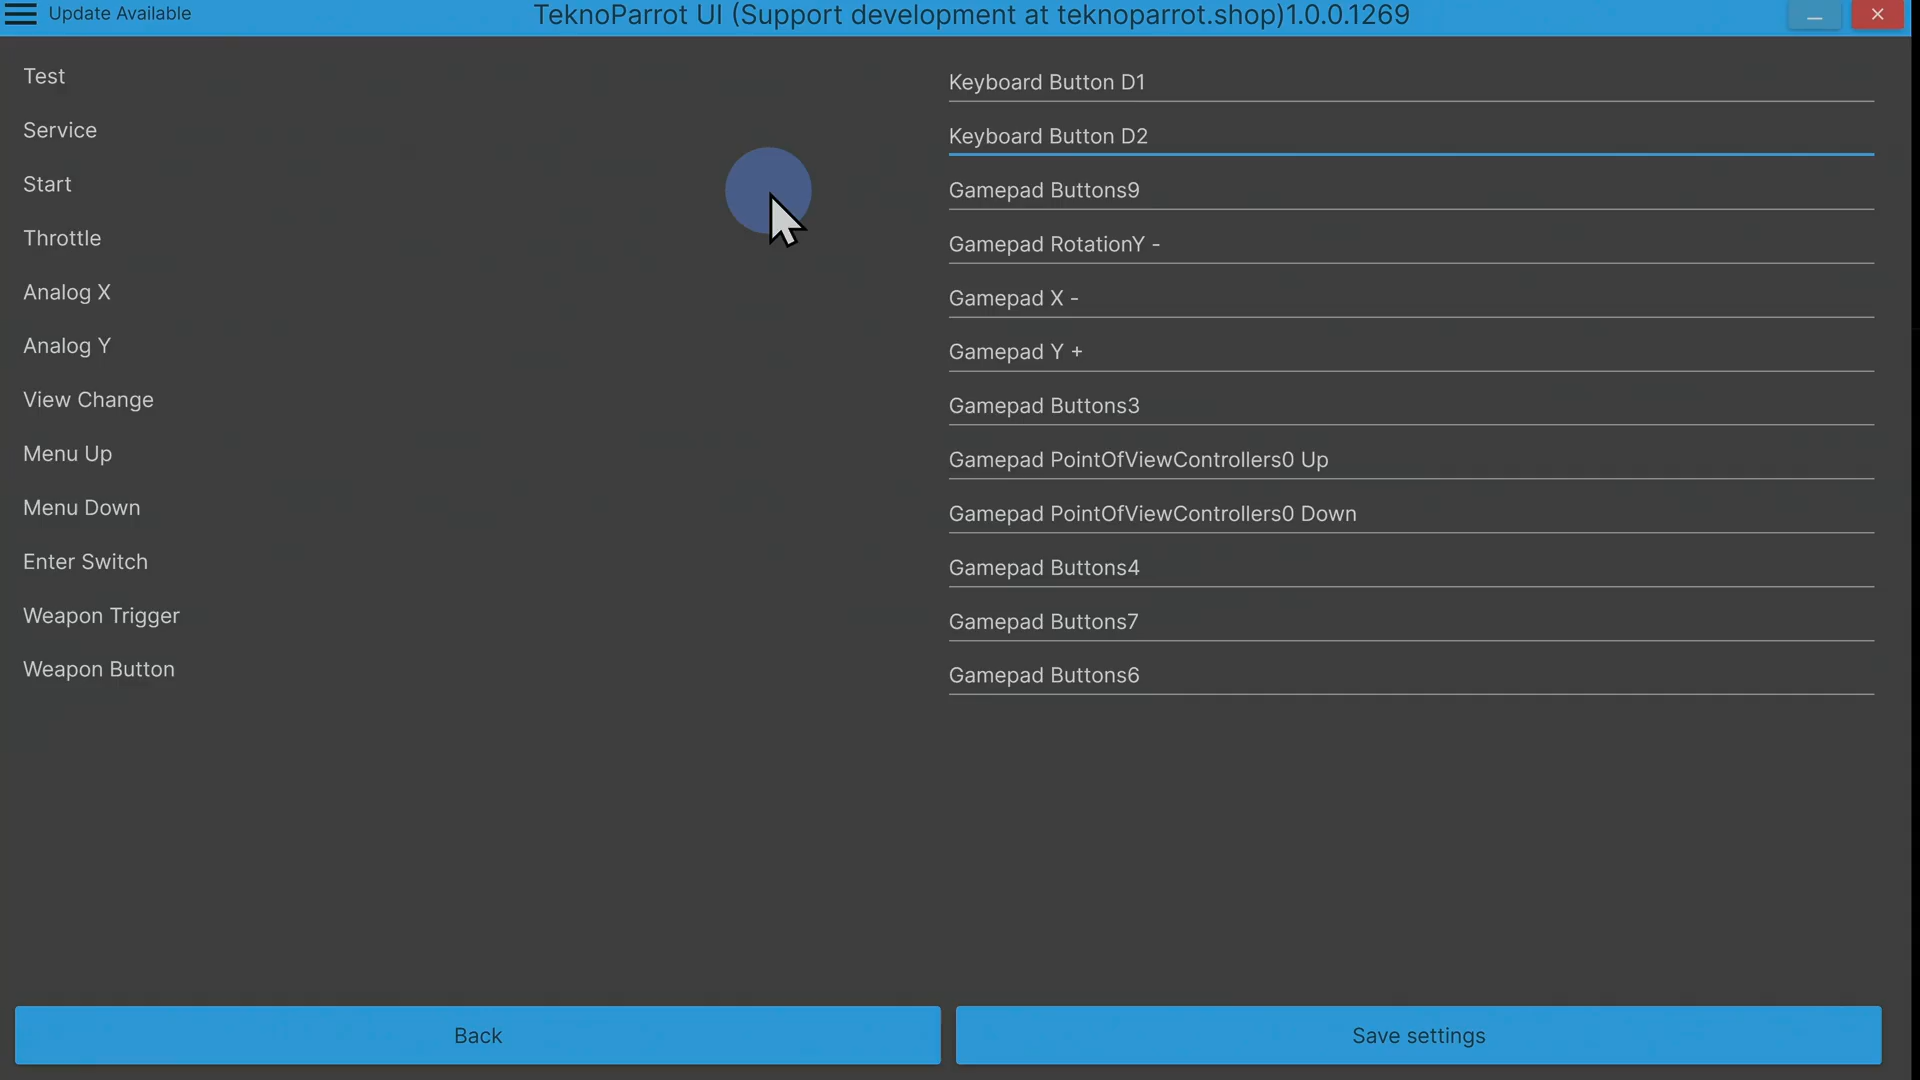 Update Available
TeknoParrot UI (Support development at teknoparrot.shop)1.0.0.1269
Test
Keyboard Button D1
Service
Keyboard Button D2
Start
Gamepad Buttons9
Throttle
Gamepad RotationY -
Analog X
Gamepad X -
Analog Y
Gamepad Y +
View Change
Gamepad Buttons3
Menu Up
Gamepad PointOfViewControllers0 Up
Menu Down
Gamepad PointOfViewControllers0 Down
Enter Switch
Gamepad Buttons4
Weapon Trigger
Gamepad Buttons7
Weapon Button
Gamepad Buttons6
Back
Save settings